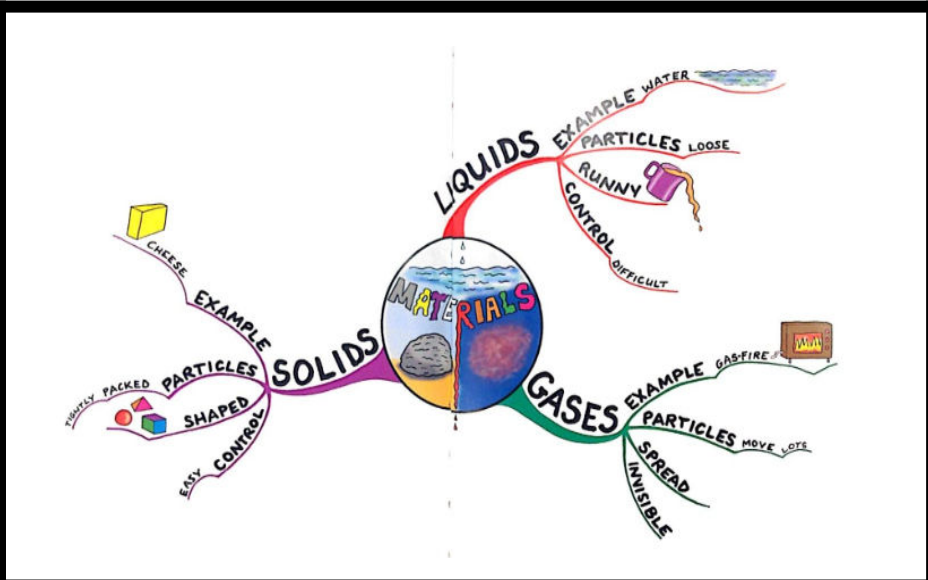 MATERIALS
LIQUIDS
EXAMPLE WATER
PARTICLES LOOSE
RUNNY
CONTROL DIFFICULT
GASES
EXAMPLE GAS-FIRE
PARTICLES MOVE LOTS
SPREAD
INVISIBLE
SOLIDS
EXAMPLE CHEESE
PARTICLES TIGHTLY PACKED
SHAPED
CONTROL EASY